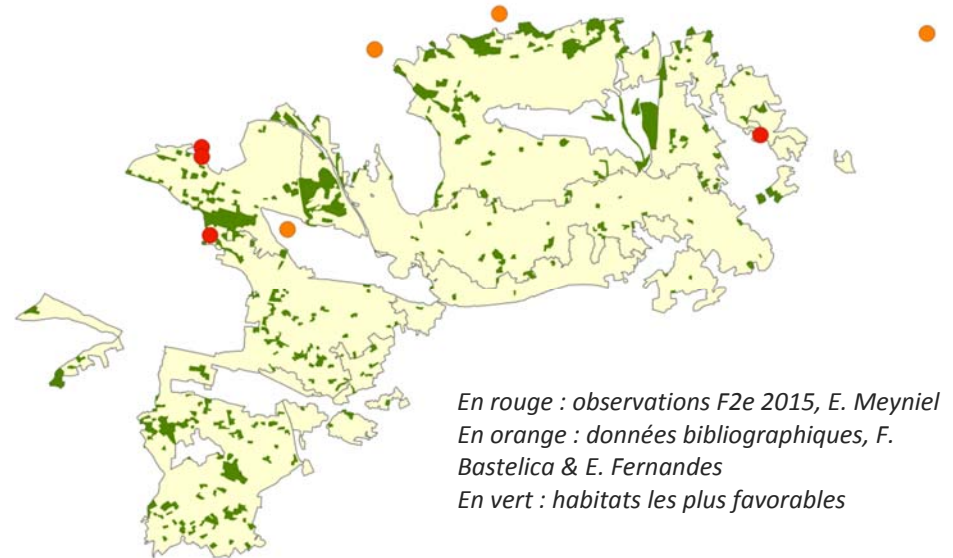 En rouge : observations F2e 2015, E. Meyniel
En orange : données bibliographiques, F.
Bastelica & E. Fernandes
En vert : habitats les plus favorables